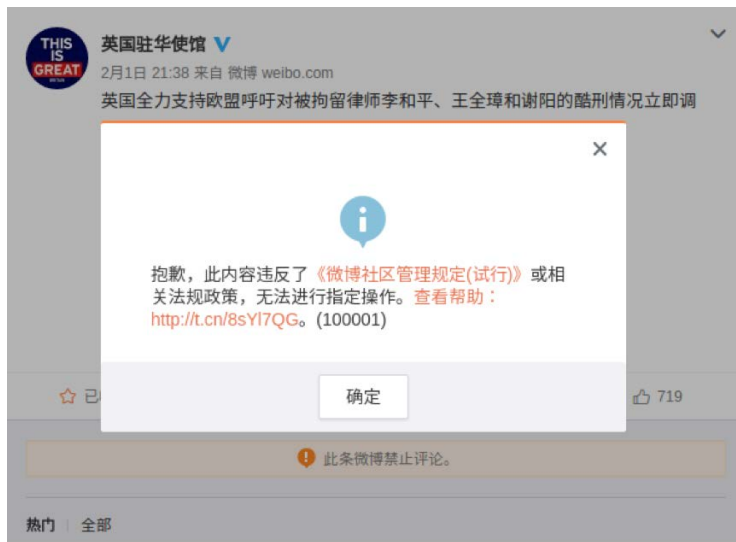 THIS
IS
GREAT
英国驻华使馆
2月1日 21:38 来自 微博 weibo.com
英国全力支持欧盟呼吁对被拘留律师李和平、王全璋和谢阳的酷刑情况立即调
抱歉，此内容违反了《微博社区管理规定(试行)》或相
关法规政策，无法进行指定操作。查看帮助：
http://t.cn/8sYl7QG。(100001)
确定
已
719
此条微博禁止评论。
热门 全部